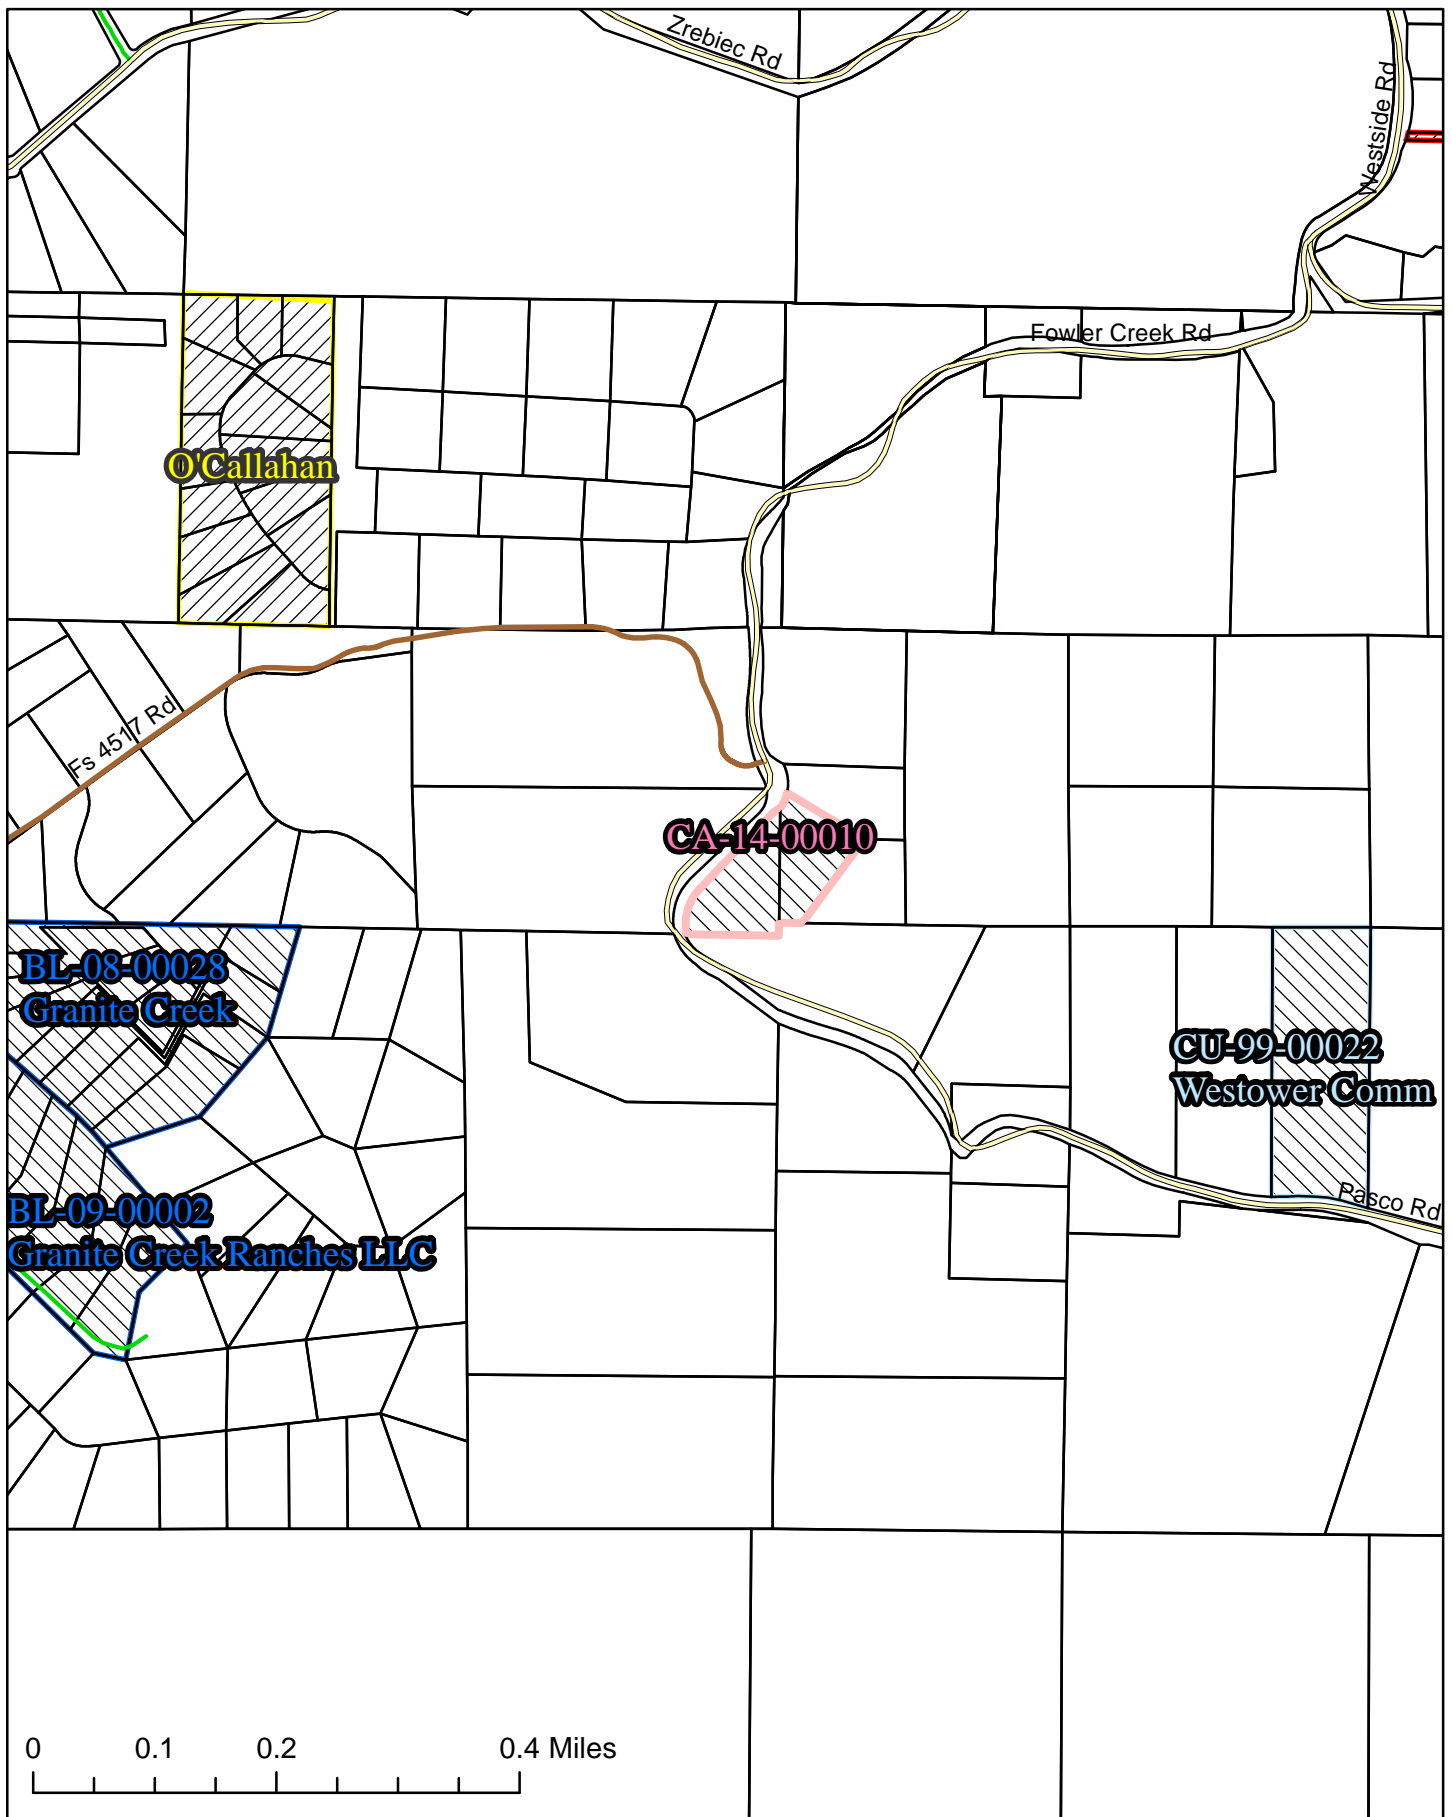 Zrebiec Rd
Westside Rd
Fowler Creek Rd
O'Callahan
Fs 4517 Rd
CA-14-00010
BL-08-00028
Granite Creek
CU-99-00022
Westower Comm
Pasco Rd
BL-09-00002
Granite Creek Ranches LLC
0 0.1 0.2 0.4 Miles